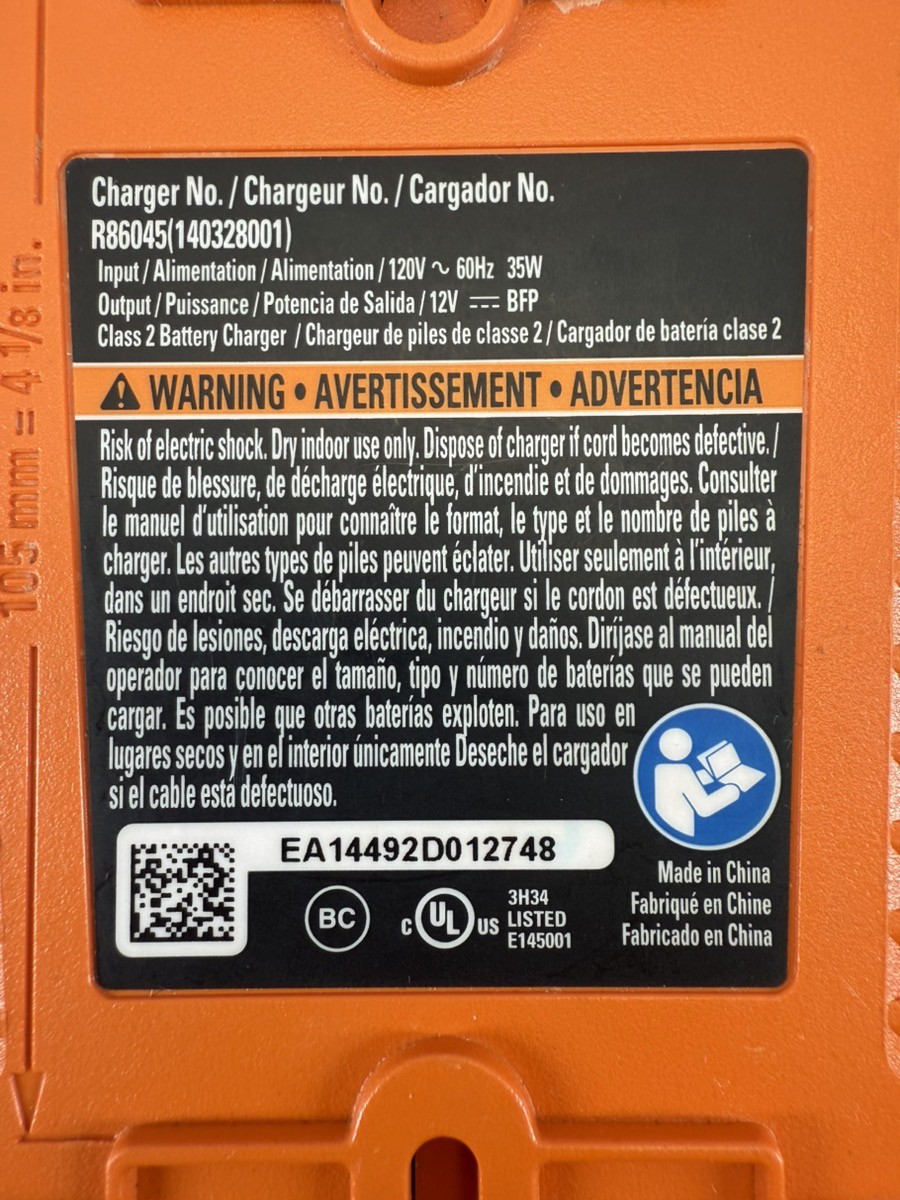 Charger No. / Chargeur No. / Cargador No.
R86045(140328001)
Input / Alimentation / Alimentation / 120V ~ 60Hz 35W
Output / Puissance / Potencia de Salida / 12V ⎓ BFP
Class 2 Battery Charger / Chargeur de piles de classe 2 / Cargador de batería clase 2
WARNING • AVERTISSEMENT • ADVERTENCIA
Risk of electric shock. Dry indoor use only. Dispose of charger if cord becomes defective. /
Risque de blessure, de décharge électrique, d'incendie et de dommages. Consulter
le manuel d'utilisation pour connaître le format, le type et le nombre de piles à
charger. Les autres types de piles peuvent éclater. Utiliser seulement à l'intérieur,
dans un endroit sec. Se débarrasser du chargeur si le cordon est défectueux. /
Riesgo de lesiones, descarga eléctrica, incendio y daños. Diríjase al manual del
operador para conocer el tamaño, tipo y número de baterías que se pueden
cargar. Es posible que otras baterías exploten. Para uso en
lugares secos y en el interior únicamente Deseche el cargador
si el cable está defectuoso.
EA14492D012748
BC
C UL US
3H34
LISTED
E145001
Made in China
Fabriqué en Chine
Fabricado en China
105 mm = 4 1/8 in.